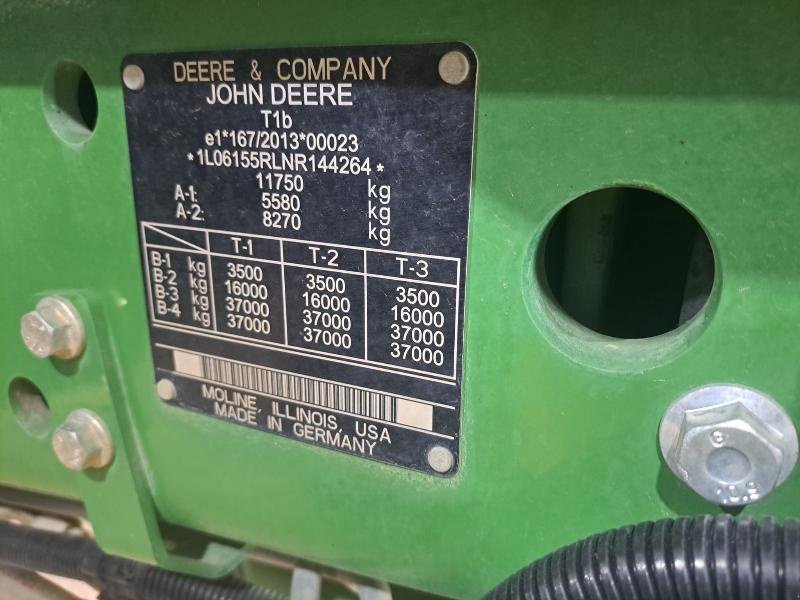 DEERE & COMPANY
JOHN DEERE
T1b
e1*167/2013*00023
*1L06155RLNR144264*
11750 kg
A-1: 5580 kg
A-2: 8270 kg
T-1 T-2 T-3
B-1 kg 3500 3500 3500
B-2 kg 16000 16000 16000
B-3 kg 37000 37000 37000
B-4 kg 37000 37000 37000
MOLINE, ILLINOIS, USA
MADE IN GERMANY
10.9